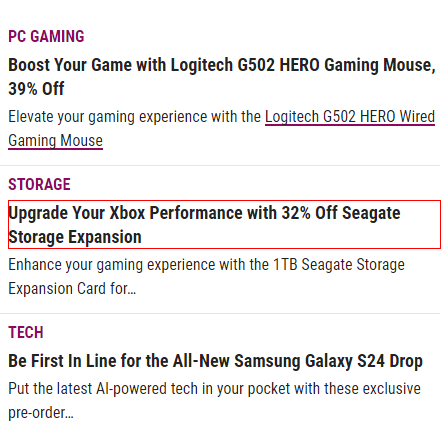 PC GAMING
Boost Your Game with Logitech G502 HERO Gaming Mouse,
39% Off
Elevate your gaming experience with the Logitech G502 HERO Wired
Gaming Mouse
STORAGE
Upgrade Your Xbox Performance with 32% Off Seagate
Storage Expansion
Enhance your gaming experience with the 1TB Seagate Storage
Expansion Card for…
TECH
Be First In Line for the All-New Samsung Galaxy S24 Drop
Put the latest AI-powered tech in your pocket with these exclusive
pre-order…